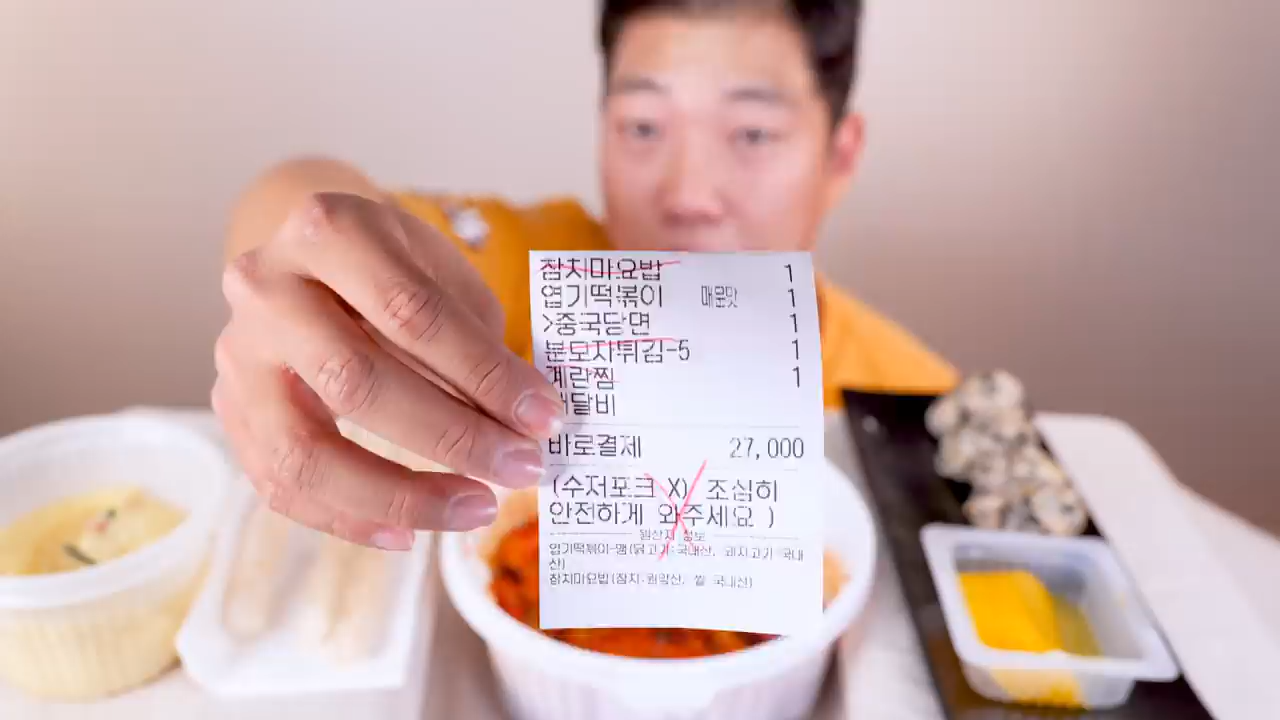 참치마요밥 1
엽기떡볶이 매운맛 1
>중국당면 1
분모자튀김-5 1
계란찜 1
배달비
바로결제 27,000
(수저포크 X) 조심히
안전하게 와주세요 )
원산지 정보
엽기떡볶이-맵(닭고기:국내산, 돼지고기:국내
산)
참치마요밥(참치:원양산, 쌀:국내산)